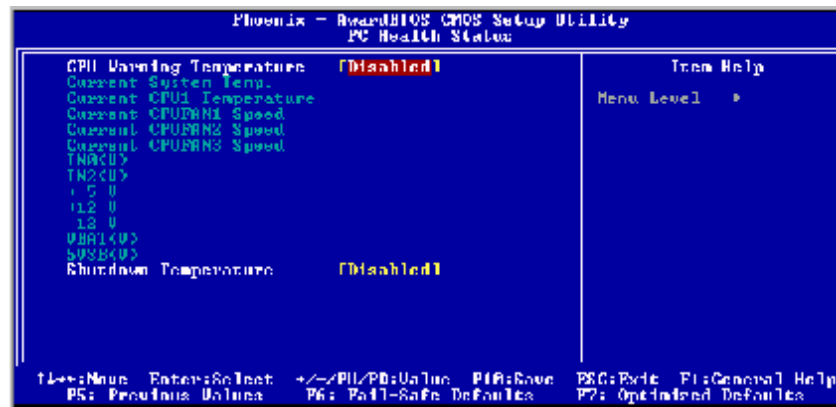 Phoenix - AwardBIOS CMOS Setup Utility
PC Health Status
CPU Warning Temperature [Disabled]
Current System Temp.
Current CPU1 Temperature
Current CPUFAN1 Speed
Current CPUFAN2 Speed
Current CPUFAN3 Speed
IN0(V)
IN2(V)
+ 5 V
+12 V
-12 V
VBAT(V)
5VSB(V)
Shutdown Temperature [Disabled]
Item Help
Menu Level
↑↓→←:Move Enter:Select +/-/PU/PD:Value F10:Save ESC:Exit F1:General Help
F5: Previous Values F6: Fail-Safe Defaults F7: Optimized Defaults